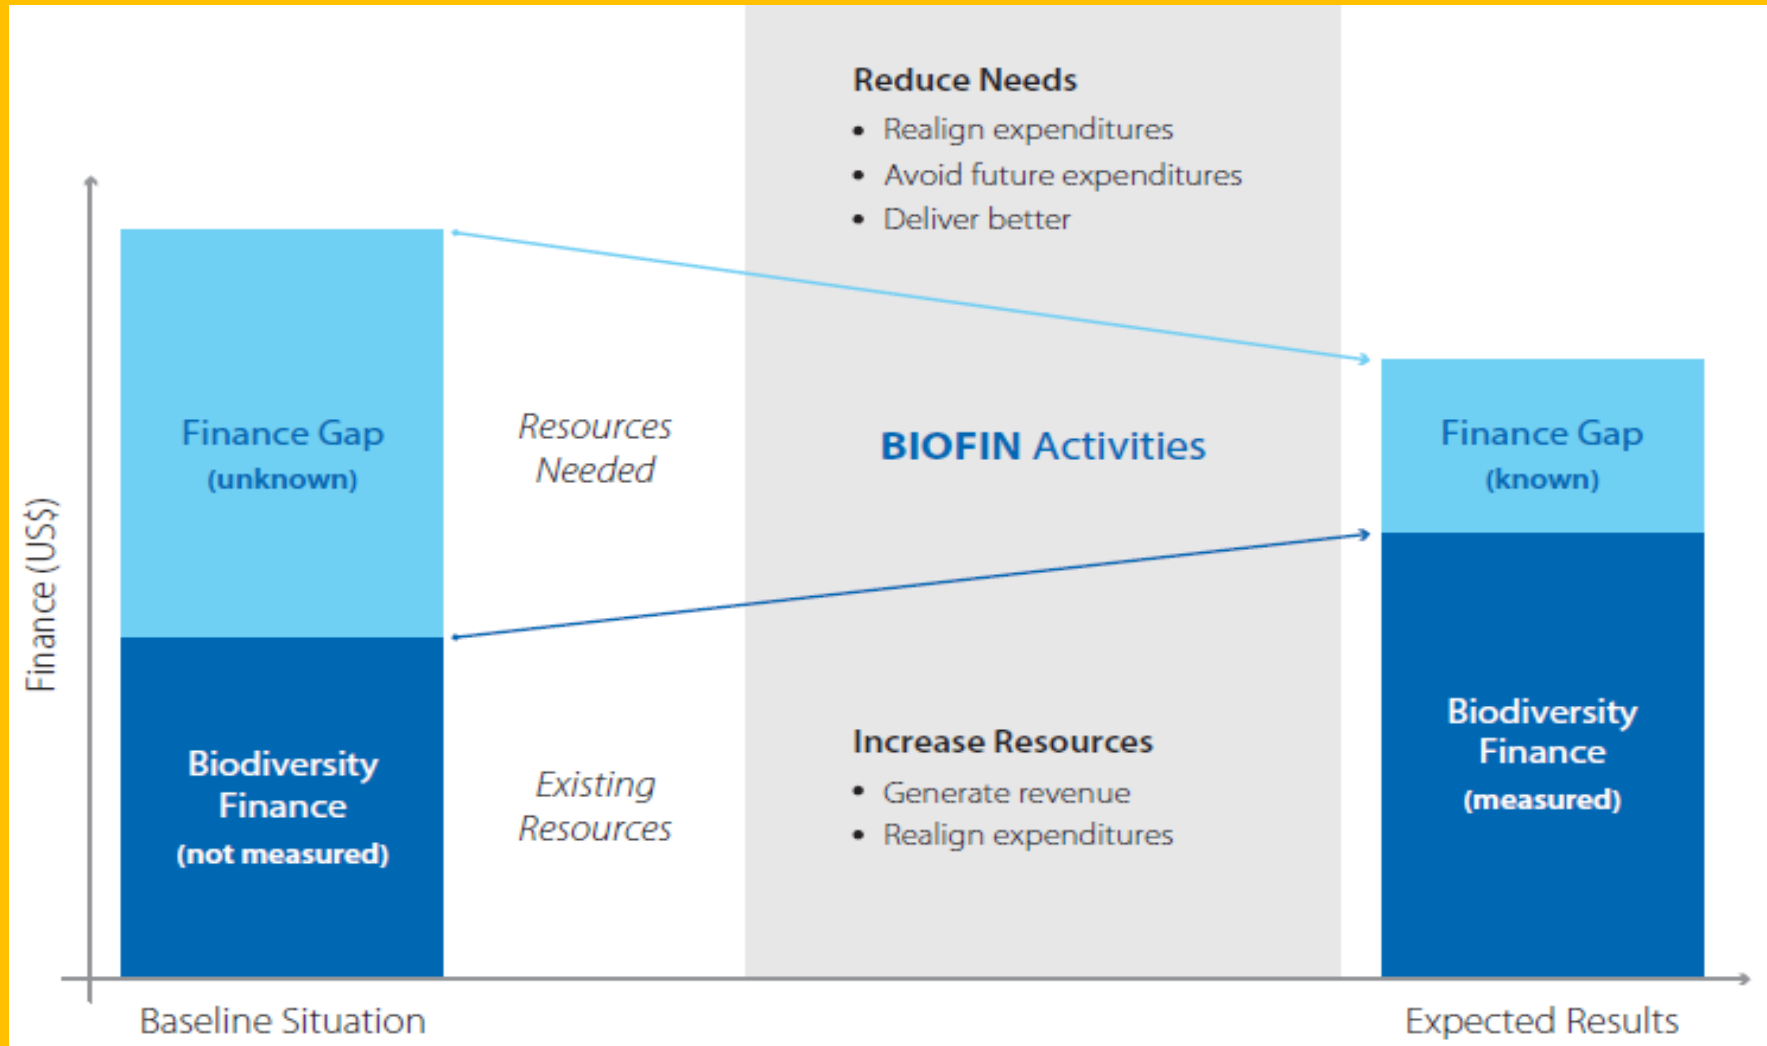 Reduce Needs
• Realign expenditures
• Avoid future expenditures
• Deliver better
Finance (US$)
Finance Gap
(unknown)
Resources
Needed
BIOFIN Activities
Finance Gap
(known)
Biodiversity
Finance
(not measured)
Existing
Resources
Increase Resources
• Generate revenue
• Realign expenditures
Biodiversity
Finance
(measured)
Baseline Situation
Expected Results